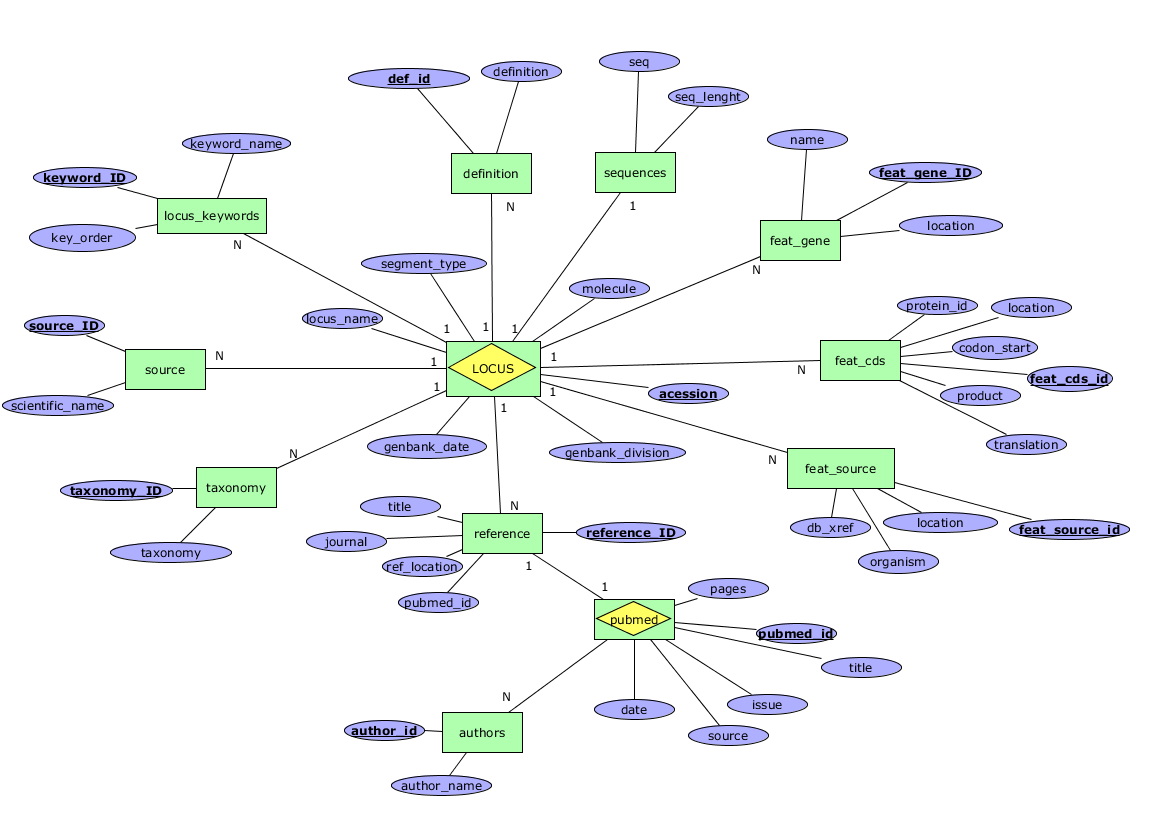 seq
def_id
definition
seq_lenght
name
keyword_name
feat_gene_ID
definition
sequences
keyword_ID
locus_keywords
N
1
location
key_order
feat_gene
N
segment_type
N
molecule
protein_id
location
source_ID
locus_name
1
1
1
codon_start
N
1
1
feat_cds
source
LOCUS
N
feat_cds_id
1
1
acession
product
scientific_name
1
genbank_date
genbank_division
translation
N
N
feat_source
taxonomy_ID
taxonomy
title
N
db_xref
location
feat_source_id
journal
reference
reference_ID
taxonomy
ref_location
1
organism
pubmed_id
1
pages
pubmed
pubmed_id
title
N
date
issue
author_id
authors
source
author_name